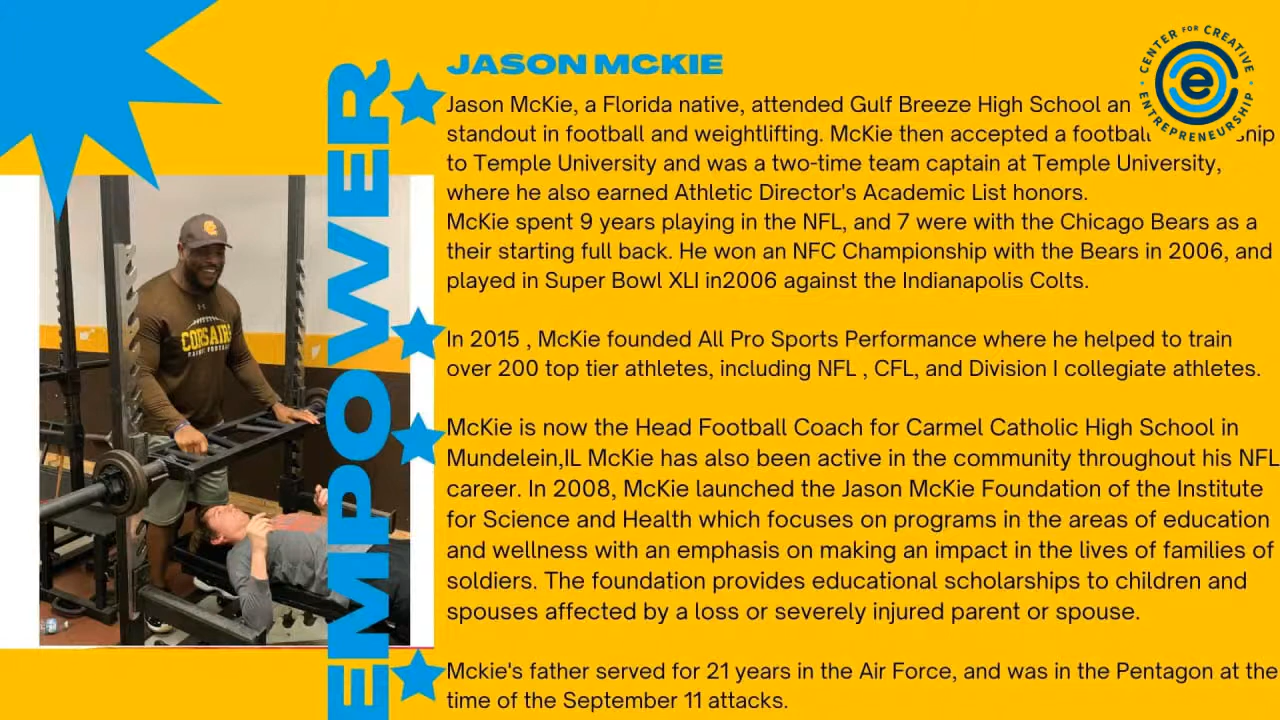 JASON MCKIE
CENTER FOR CREATIVE ENTREPRENEURSHIP
e
Jason McKie, a Florida native, attended Gulf Breeze High School an
standout in football and weightlifting. McKie then accepted a football ship
to Temple University and was a two-time team captain at Temple University,
where he also earned Athletic Director's Academic List honors.
McKie spent 9 years playing in the NFL, and 7 were with the Chicago Bears as a
their starting full back. He won an NFC Championship with the Bears in 2006, and
played in Super Bowl XLI in2006 against the Indianapolis Colts.
In 2015 , McKie founded All Pro Sports Performance where he helped to train
over 200 top tier athletes, including NFL , CFL, and Division I collegiate athletes.
McKie is now the Head Football Coach for Carmel Catholic High School in
Mundelein,IL McKie has also been active in the community throughout his NFL
career. In 2008, McKie launched the Jason McKie Foundation of the Institute
for Science and Health which focuses on programs in the areas of education
and wellness with an emphasis on making an impact in the lives of families of
soldiers. The foundation provides educational scholarships to children and
spouses affected by a loss or severely injured parent or spouse.
Mckie's father served for 21 years in the Air Force, and was in the Pentagon at the
time of the September 11 attacks.
EMPOWER
CC
CORSAIRS